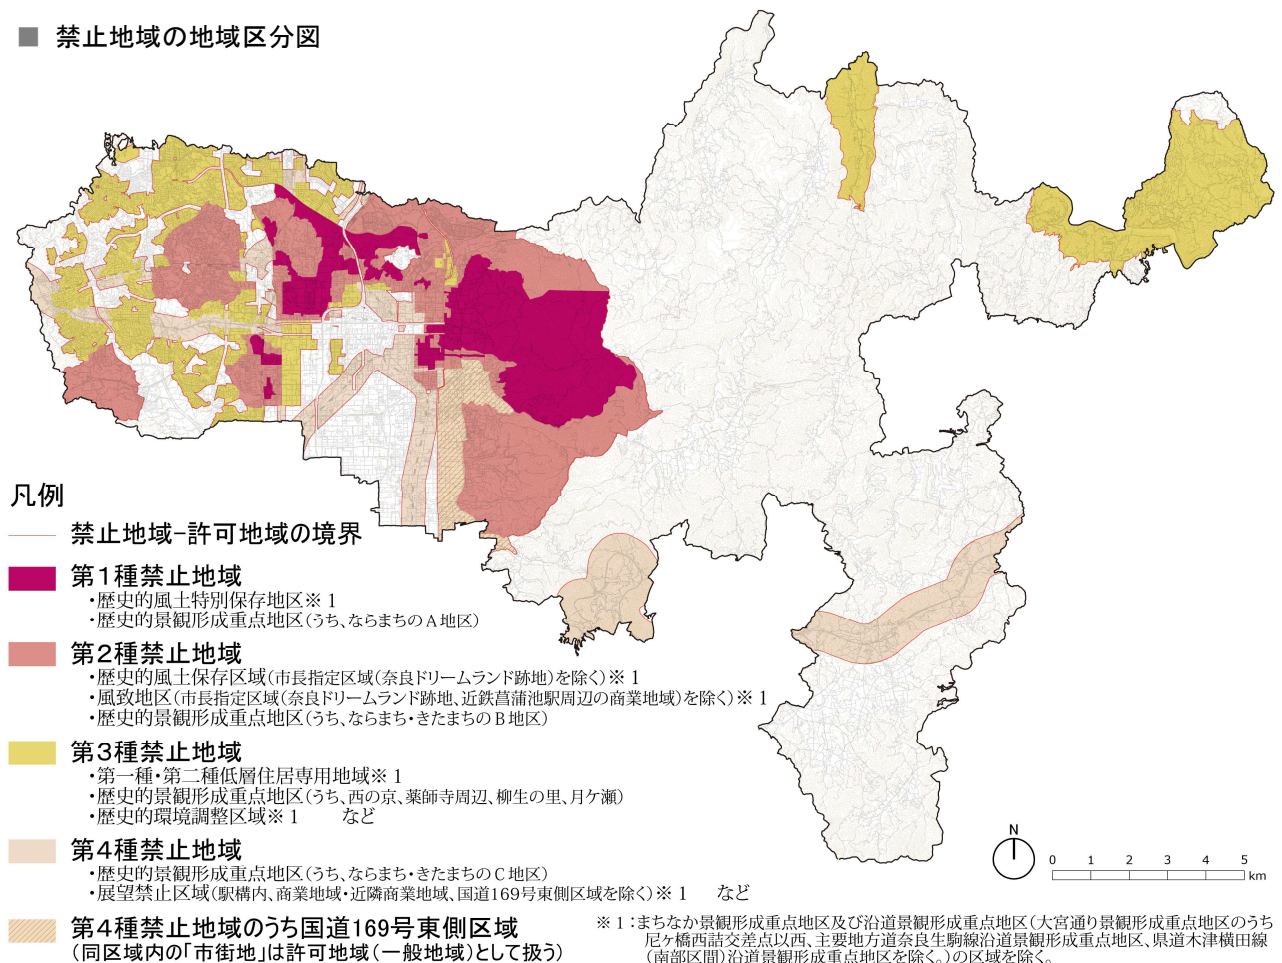 ■ 禁止地域の地域区分図
凡例
禁止地域−許可地域の境界
第1種禁止地域
・歴史的風土特別保存地区※1
・歴史的景観形成重点地区(うち、ならまちのA地区)
第2種禁止地域
・歴史的風土保存区域(市長指定区域(奈良ドリームランド跡地)を除く)※1
・風致地区(市長指定区域(奈良ドリームランド跡地、近鉄菖蒲池駅周辺の商業地域)を除く)※1
・歴史的景観形成重点地区(うち、ならまち・きたまちのB地区)
第3種禁止地域
・第一種・第二種低層住居専用地域※1
・歴史的景観形成重点地区(うち、西の京、薬師寺周辺、柳生の里、月ケ瀬)
・歴史的環境調整区域※1　　など
第4種禁止地域
・歴史的景観形成重点地区(うち、ならまち・きたまちのC地区)
・展望禁止区域(駅構内、商業地域・近隣商業地域、国道169号東側区域を除く)※1　　など
第4種禁止地域のうち国道169号東側区域
(同区域内の「市街地」は許可地域(一般地域)として扱う)
N
0 1 2 3 4 5
km
※1:まちなか景観形成重点地区及び沿道景観形成重点地区(大宮通り景観形成重点地区のうち
尼ヶ橋西詰交差点以西、主要地方道奈良生駒線沿道景観形成重点地区、県道木津横田線
(南部区間)沿道景観形成重点地区を除く。)の区域を除く。